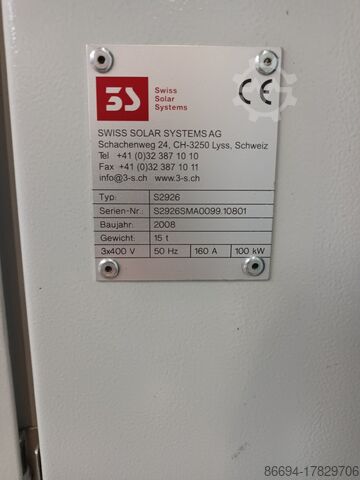 3S
Swiss
Solar
Systems
CE
SWISS SOLAR SYSTEMS AG
Schachenweg 24, CH-3250 Lyss, Schweiz
Tel +41 (0)32 387 10 10
Fax +41 (0)32 387 10 11
info@3-s.ch www.3-s.ch
Typ: S2926
Serien-Nr.: S2926SMA0099.10801
Baujahr: 2008
Gewicht: 15 t
3x400 V 50 Hz 160 A 100 kW
86694-17829706